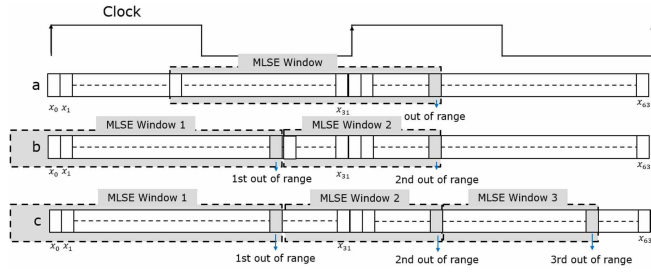 Clock
MLSE Window
a
x0 x1 x31 out of range x63
MLSE Window 1 MLSE Window 2
b
x0 x1 1st out of range x31 2nd out of range x63
MLSE Window 1 MLSE Window 2 MLSE Window 3
c
x0 x1 1st out of range x31 2nd out of range 3rd out of range x63